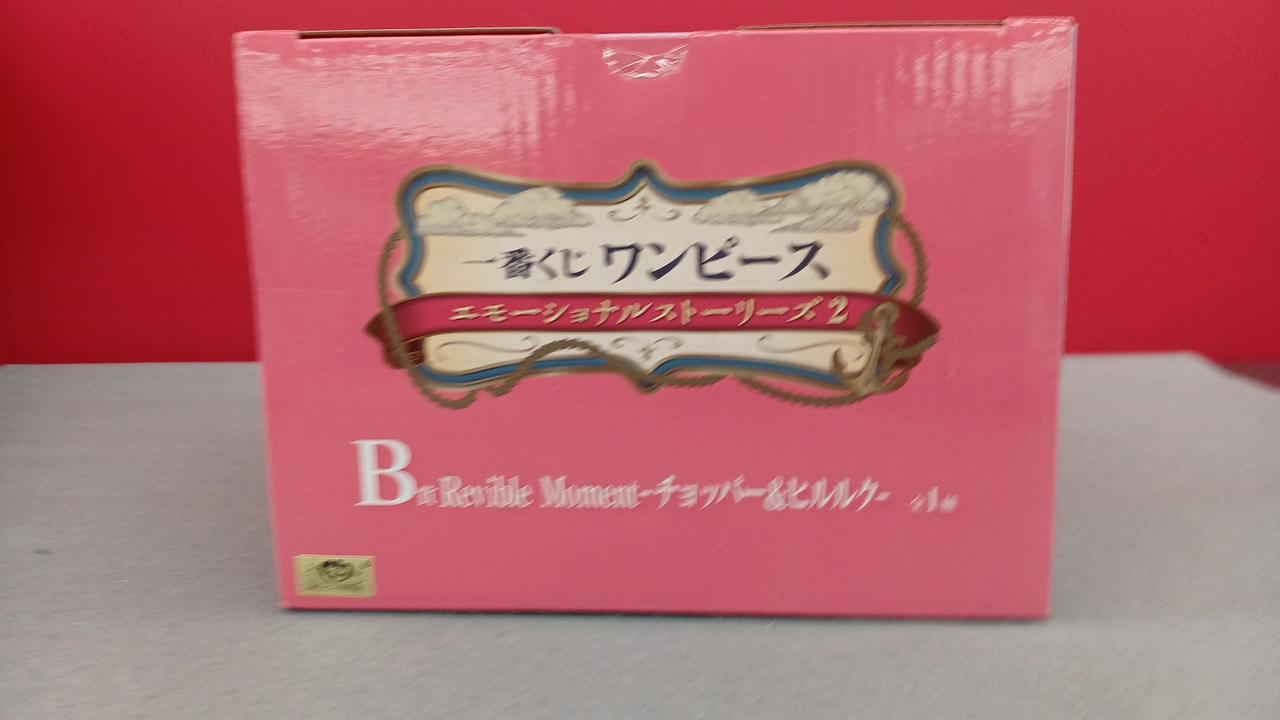 一番くじ ワンピース
エモーショナルストーリーズ2
B賞 Revible Moment-チョッパー&ヒルルク- 全1種